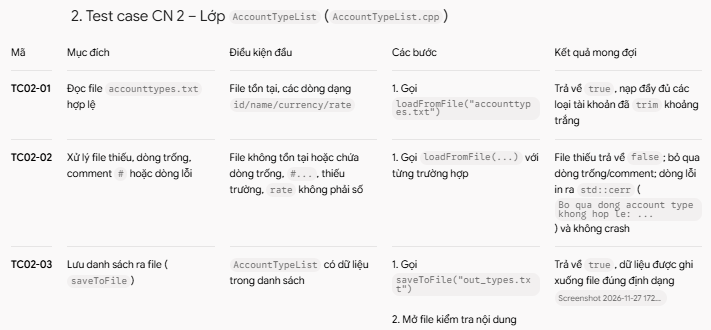 2. Test case CN 2 – Lớp AccountTypeList ( AccountTypeList.cpp )
Mã Mục đích Điều kiện đầu Các bước Kết quả mong đợi
TC02-01 Đọc file accounttypes.txt File tồn tại, các dòng dạng 1. Gọi Trả về true , nạp đầy đủ các
hợp lệ id/name/currency/rate loadFromFile("accounttyp loại tài khoản đã trim khoảng
es.txt") trắng
TC02-02 Xử lý file thiếu, dòng trống, File không tồn tại hoặc chứa 1. Gọi loadFromFile(...) với File thiếu trả về false ; bỏ qua
comment # hoặc dòng lỗi dòng trống, #... , thiếu từng trường hợp dòng trống/comment; dòng lỗi
trường, rate không phải số in ra std::cerr (
Bo qua dong account type
khong hop le: ...
) và không crash
TC02-03 Lưu danh sách ra file ( AccountTypeList có dữ liệu 1. Gọi Trả về true , dữ liệu được ghi
saveToFile ) trong danh sách saveToFile("out_types.tx xuống file đúng định dạng
t") Screenshot 2026-11-27 172...
2. Mở file kiểm tra nội dung